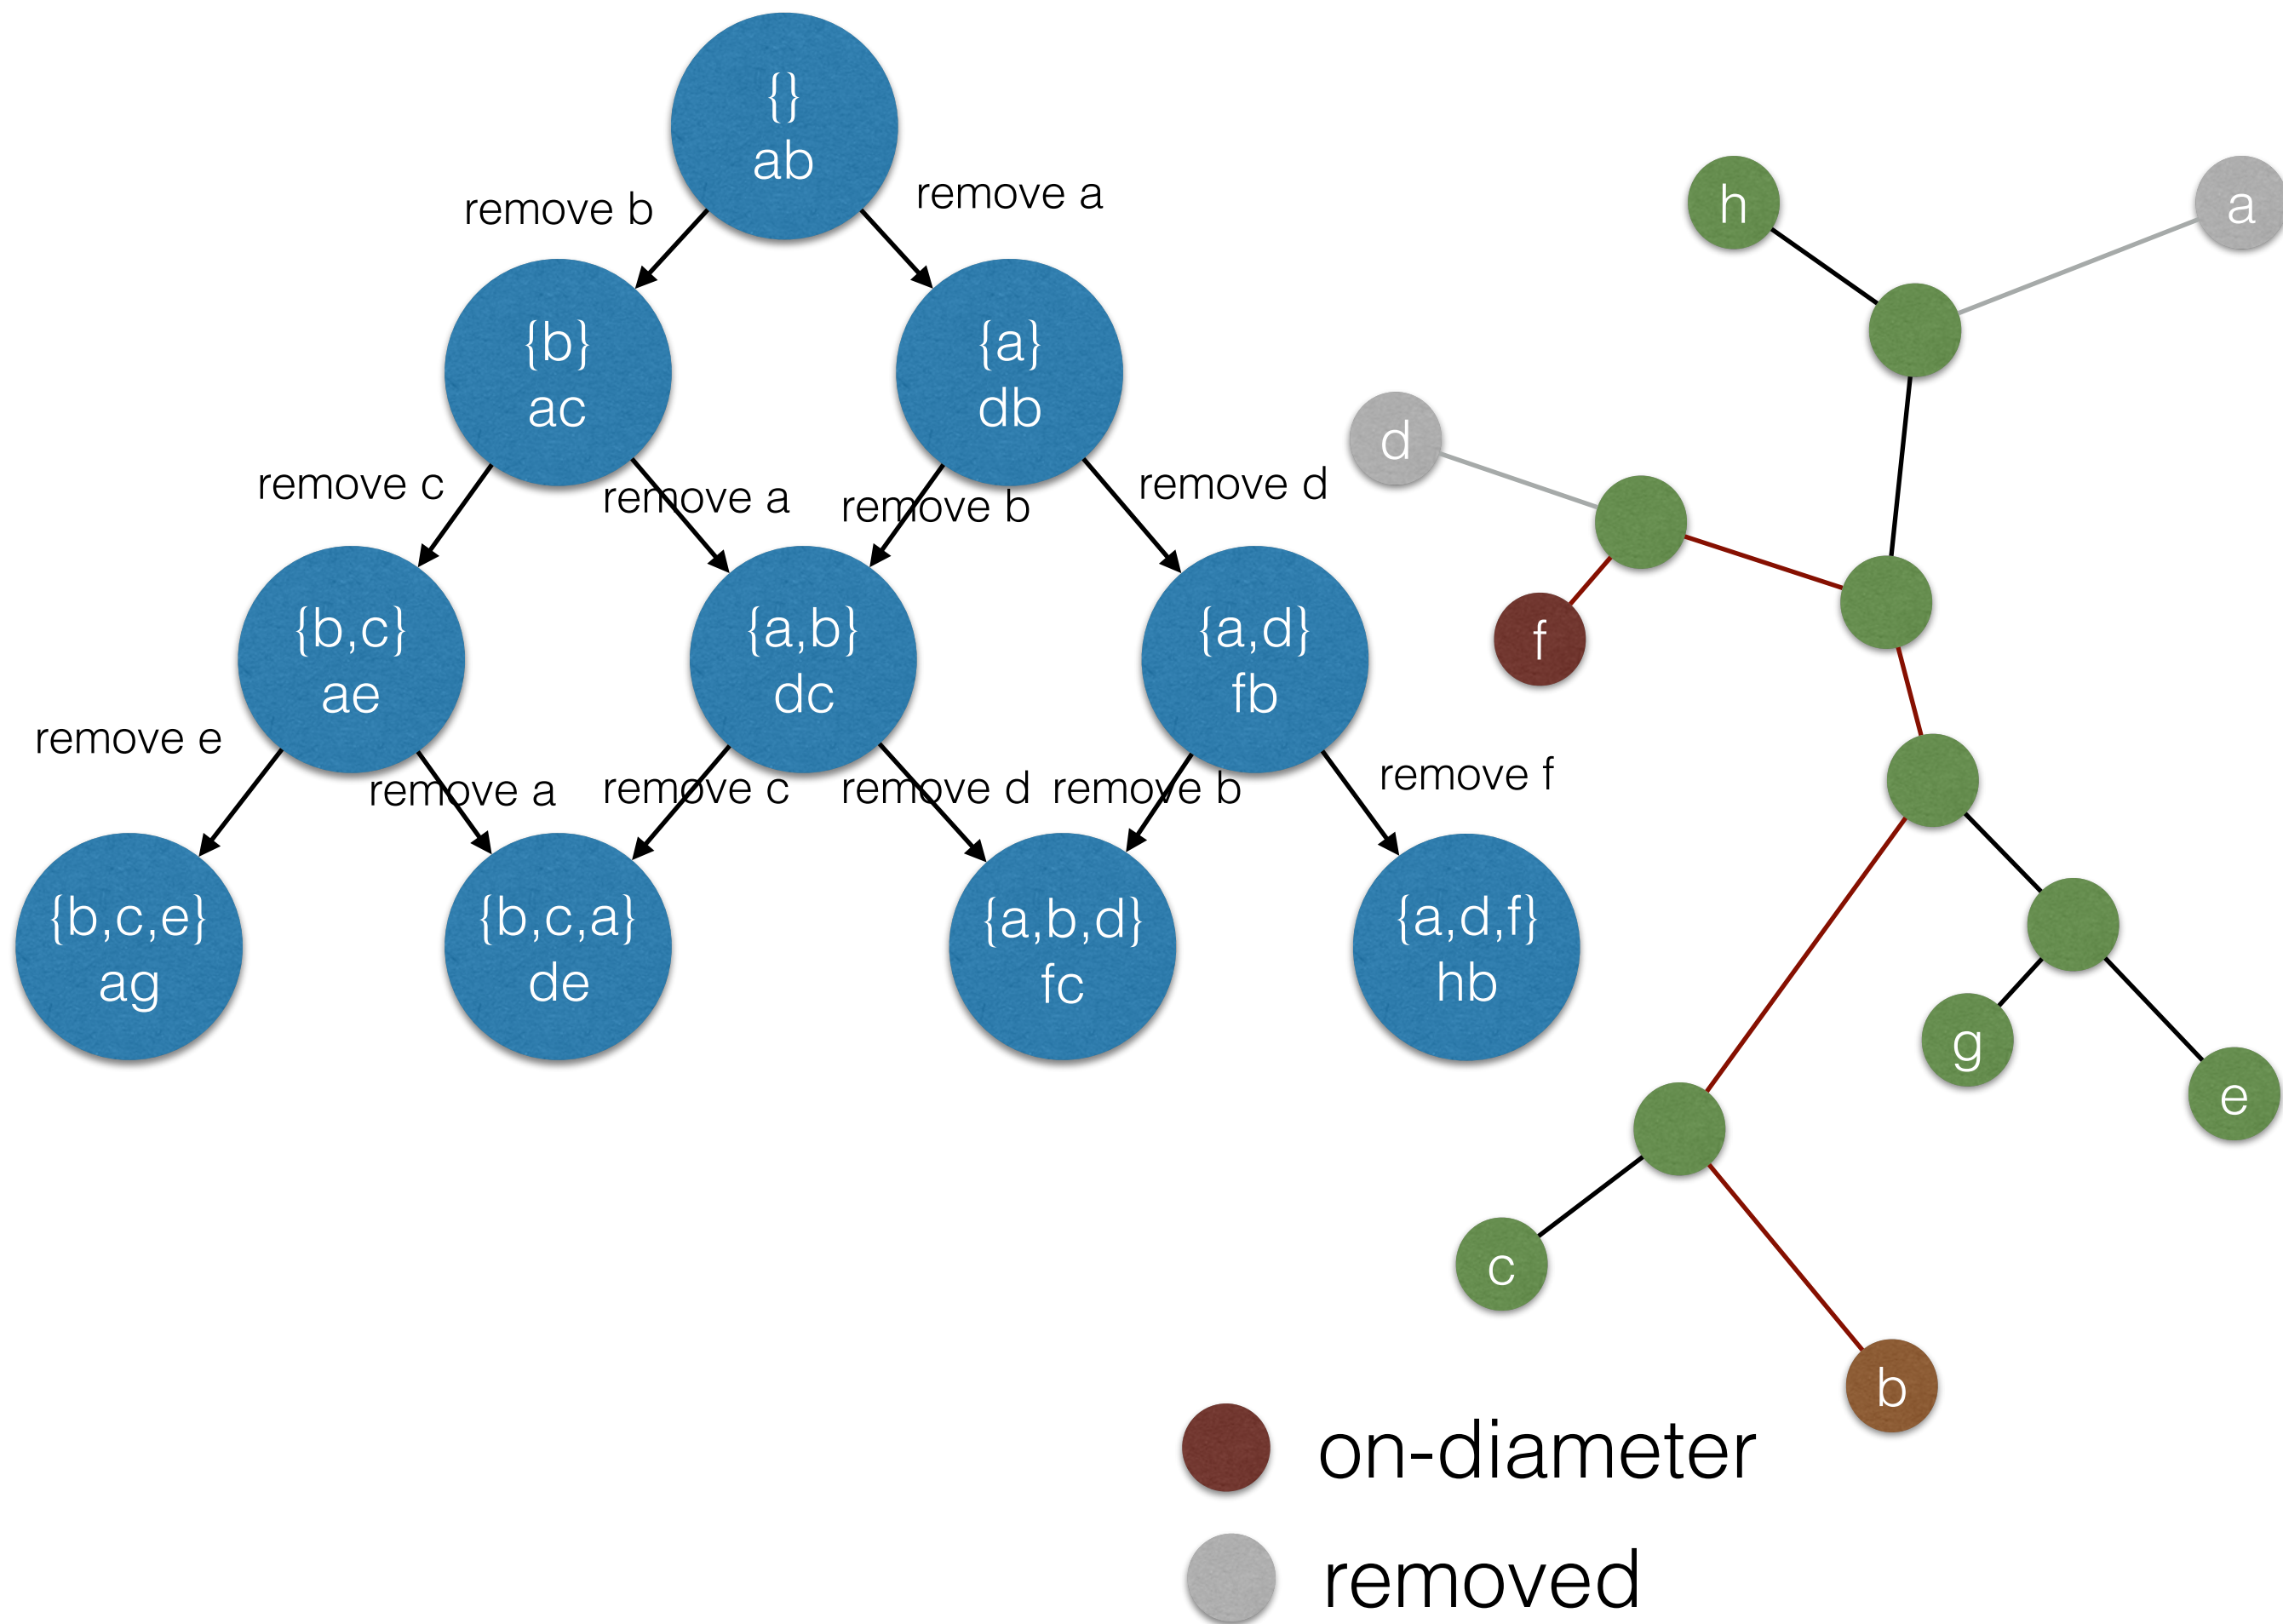 {}
ab
remove b
remove a
{b}
ac
{a}
db
remove c
remove a
remove b
remove d
{b,c}
ae
{a,b}
dc
{a,d}
fb
remove e
remove a
remove c
remove d
remove b
remove f
{b,c,e}
ag
{b,c,a}
de
{a,b,d}
fc
{a,d,f}
hb
h
a
d
f
g
e
c
b
on-diameter
removed